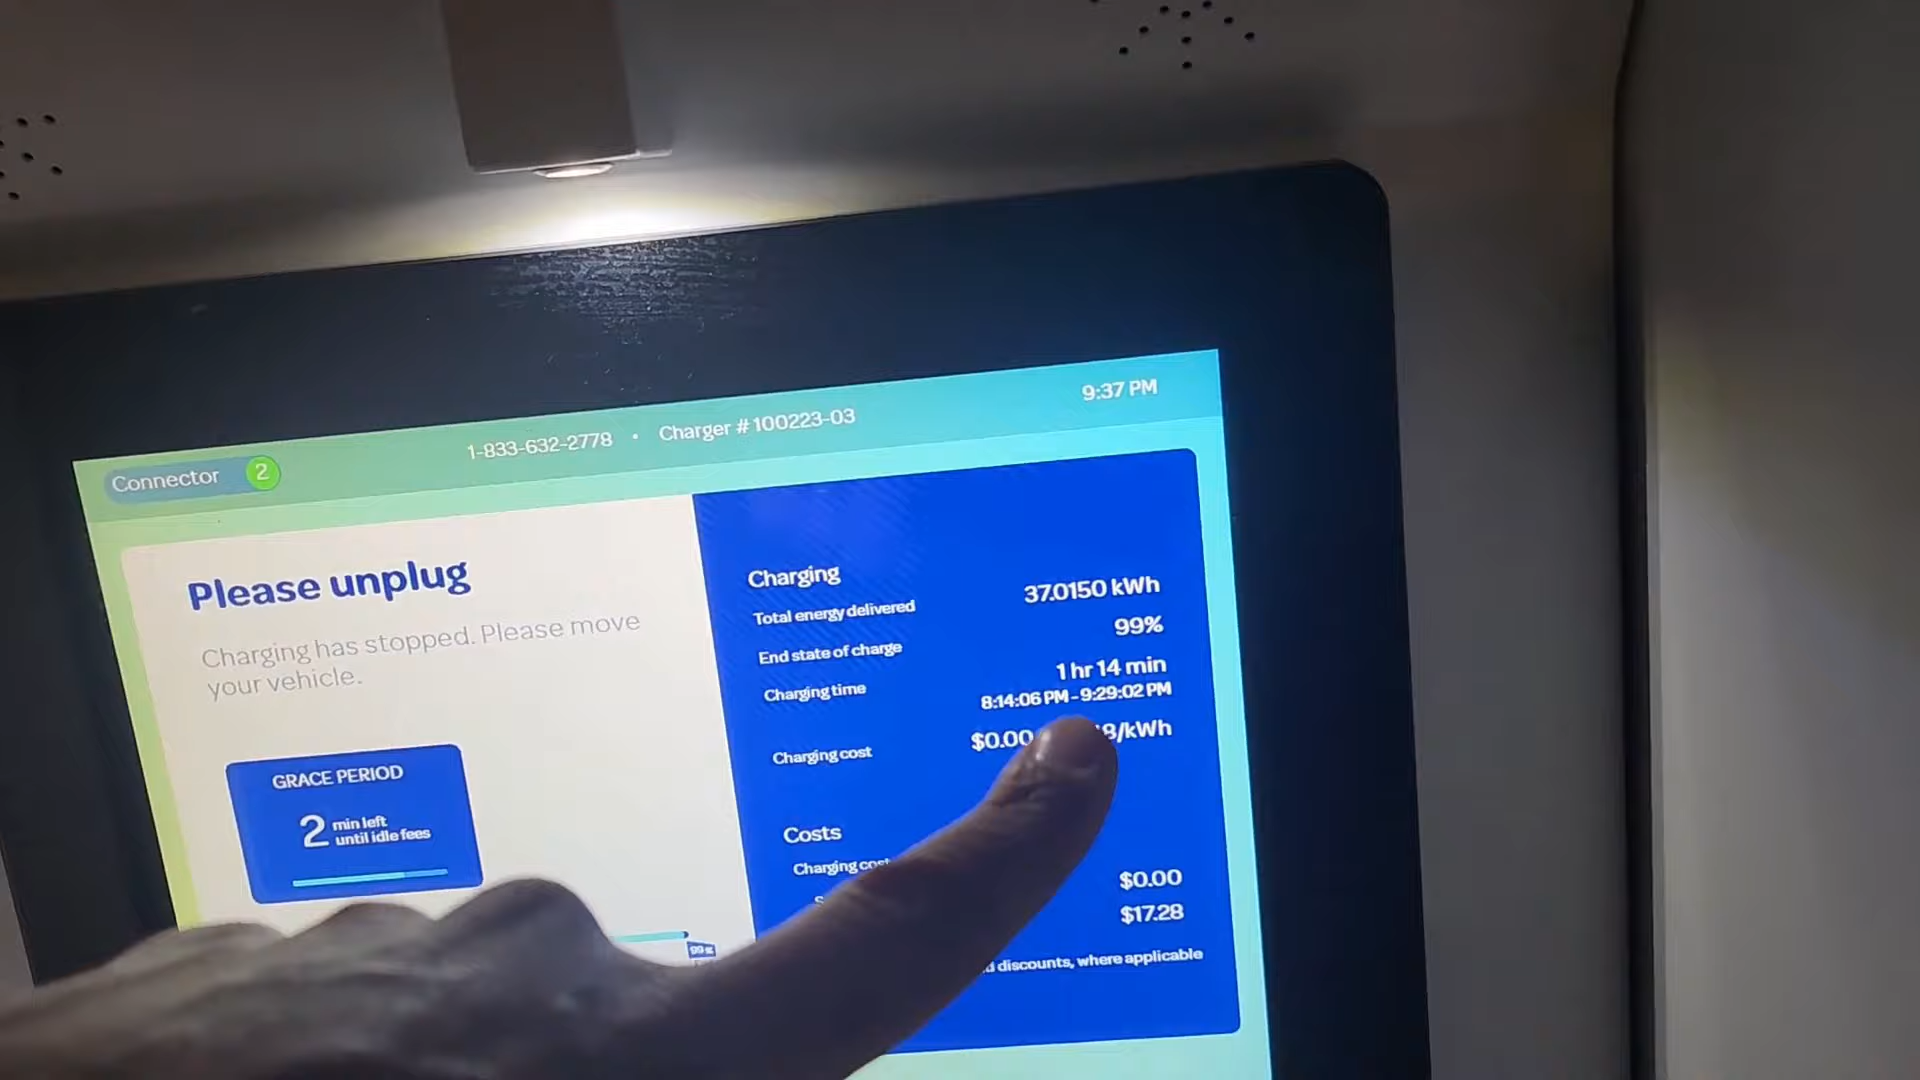 1-833-632-2778 • Charger # 100223-03
9:37 PM
Connector 2
Please unplug
Charging has stopped. Please move
your vehicle.
GRACE PERIOD
2 min left
until idle fees
99%
Charging
Total energy delivered 37.0150 kWh
End state of charge 99%
Charging time 1 hr 14 min
8:14:06 PM - 9:29:02 PM
Charging cost $0.00 /kWh
Costs
Charging cost
$0.00
$17.28
discounts, where applicable